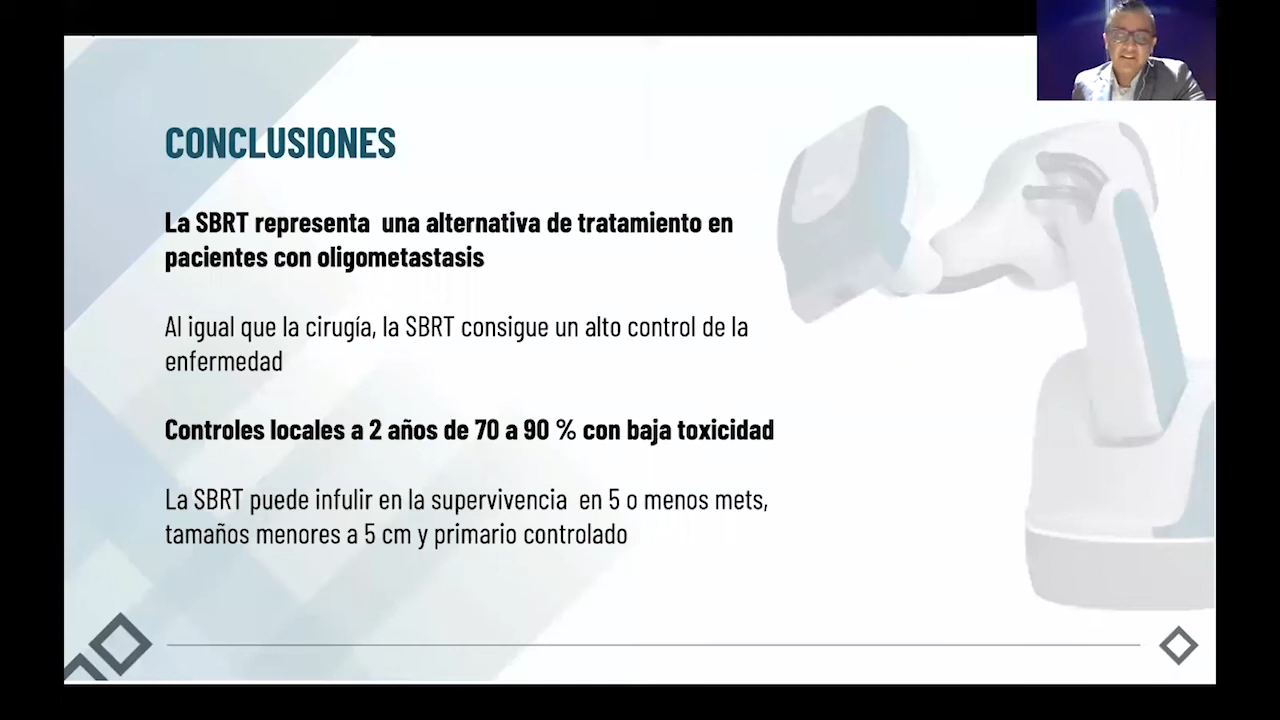 CONCLUSIONES
La SBRT representa una alternativa de tratamiento en
pacientes con oligometastasis
Al igual que la cirugía, la SBRT consigue un alto control de la
enfermedad
Controles locales a 2 años de 70 a 90 % con baja toxicidad
La SBRT puede infulir en la supervivencia en 5 o menos mets,
tamaños menores a 5 cm y primario controlado